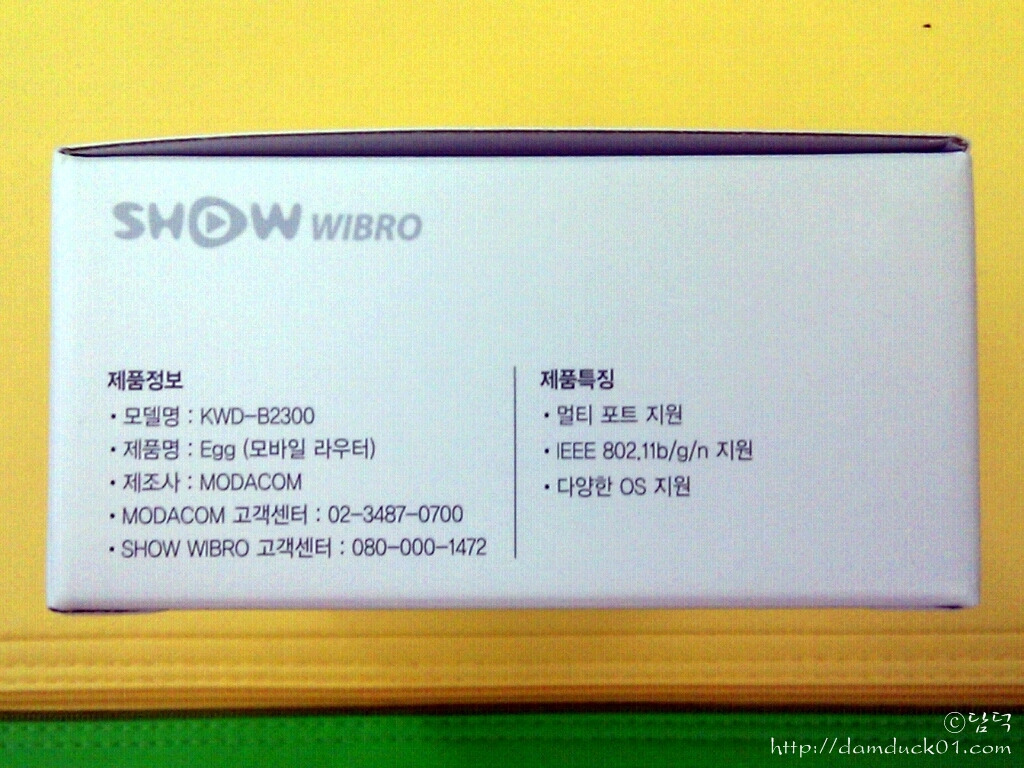 SHOW WIBRO
제품정보
• 모델명 : KWD-B2300
• 제품명 : Egg (모바일 라우터)
• 제조사 : MODACOM
• MODACOM 고객센터 : 02-3487-0700
• SHOW WIBRO 고객센터 : 080-000-1472
제품특징
• 멀티 포트 지원
• IEEE 802.11b/g/n 지원
• 다양한 OS 지원
ⓒ담덕
http://damduck01.com